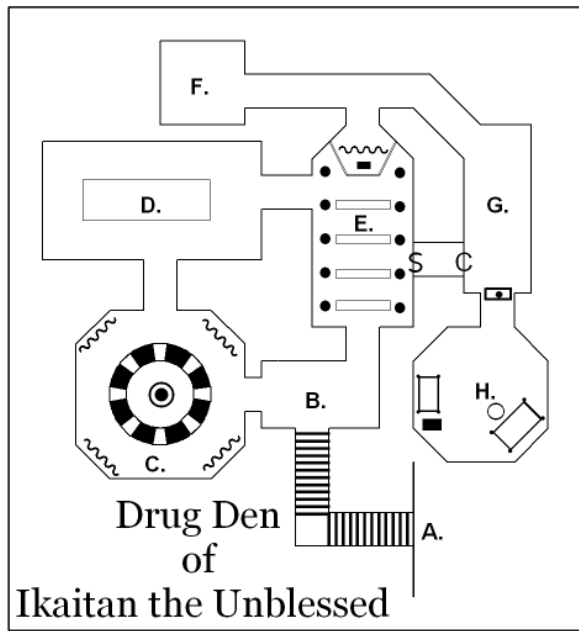 F.
D.
E.
G.
S C
B.
H.
C.
A.
Drug Den
of
Ikaitan the Unblessed